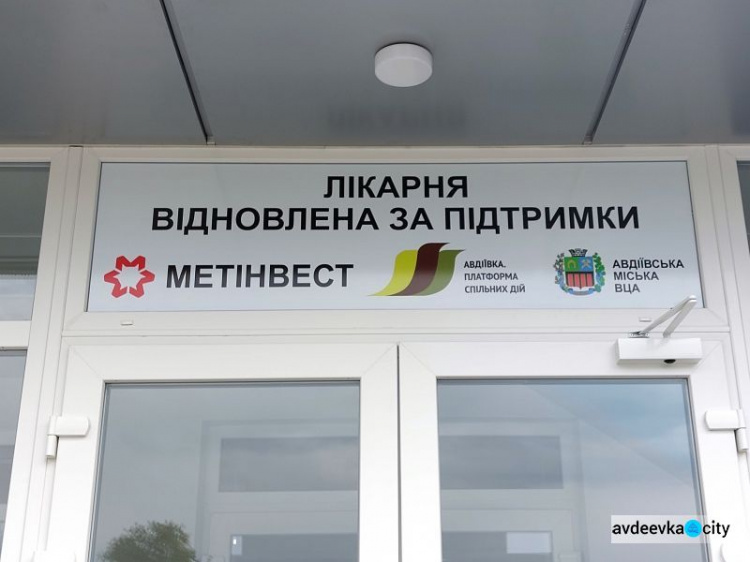 ЛІКАРНЯ
ВІДНОВЛЕНА ЗА ПІДТРИМКИ
МЕТІНВЕСТ
АВДІЇВКА.
ПЛАТФОРМА
СПІЛЬНИХ ДІЙ
АВДІЇВСЬКА
МІСЬКА
ВЦА
avdeevka city